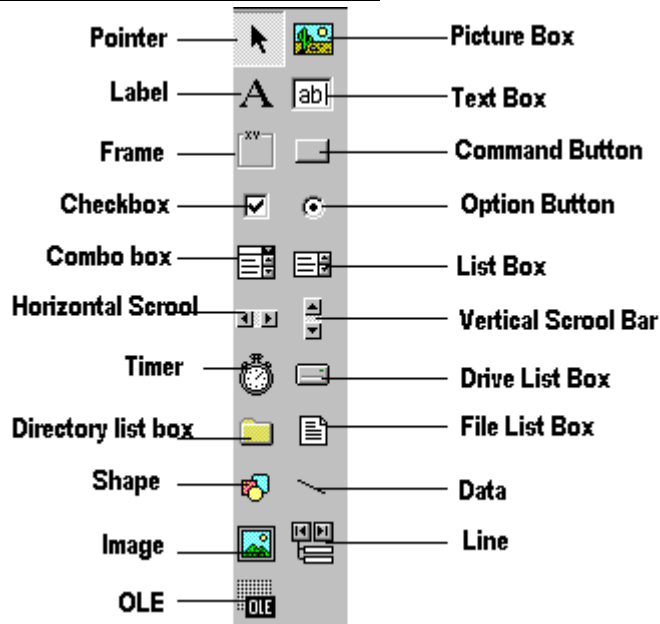 Pointer
Picture Box
Label
A
ab
Text Box
Frame
XY
Command Button
Checkbox
Option Button
Combo box
List Box
Horizontal Scrool
Vertical Scrool Bar
Timer
Drive List Box
Directory list box
File List Box
Shape
Data
Image
Line
OLE
OLE